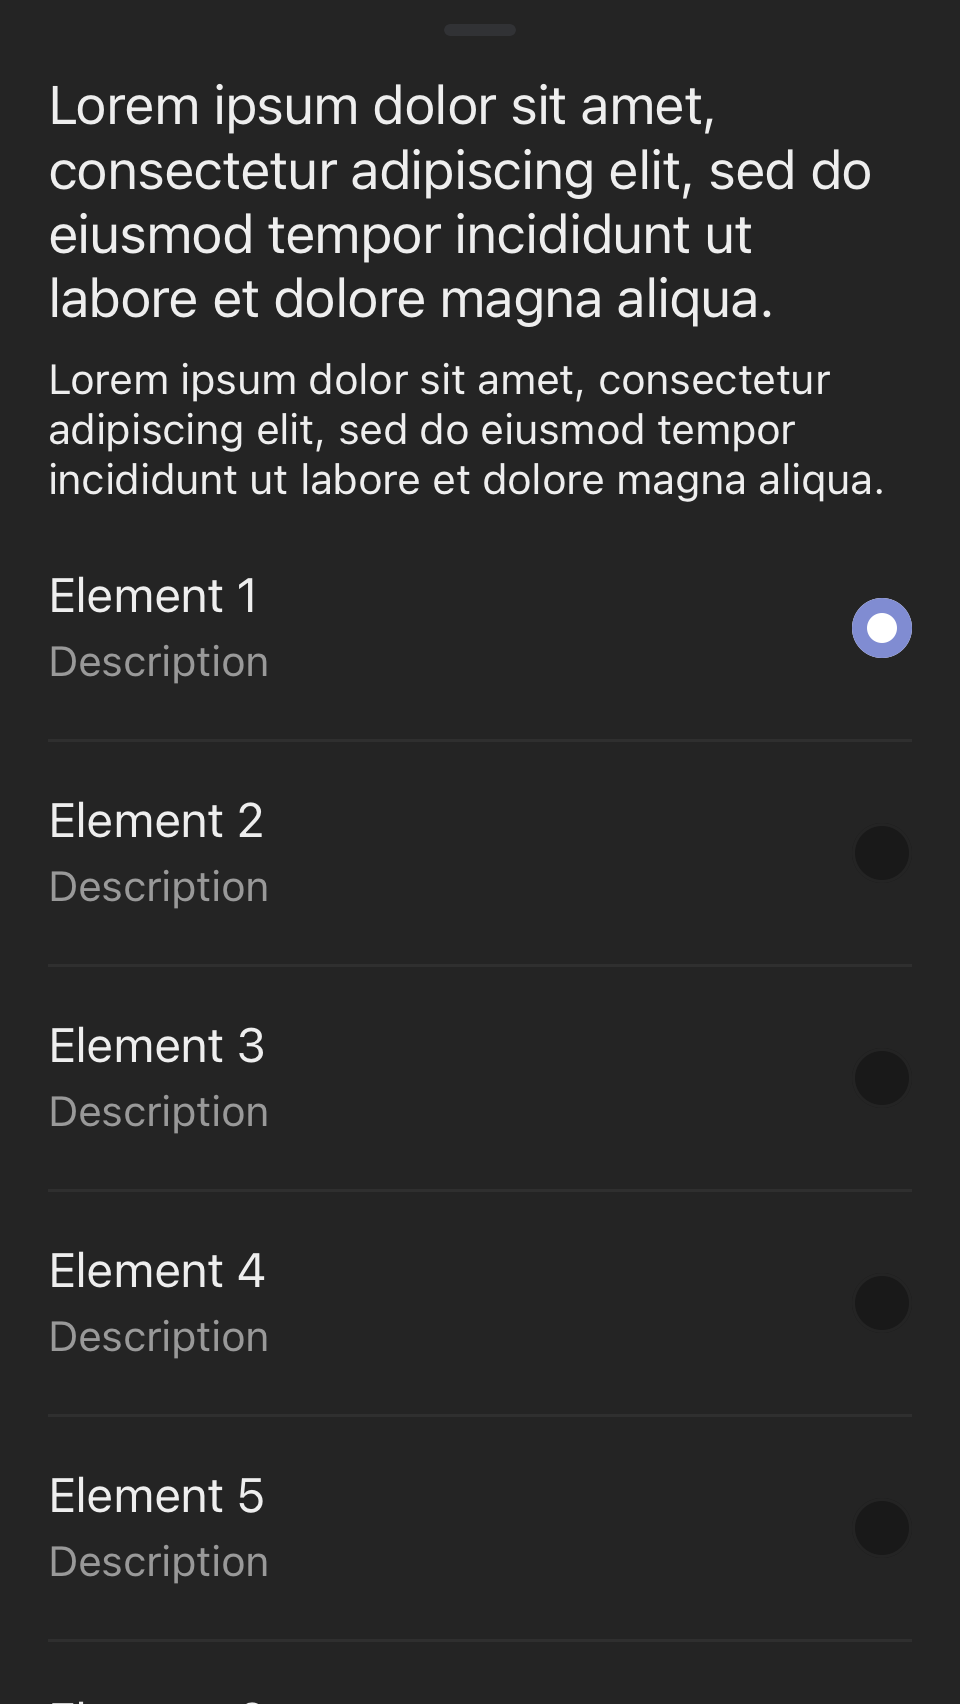 Lorem ipsum dolor sit amet,
consectetur adipiscing elit, sed do
eiusmod tempor incididunt ut
labore et dolore magna aliqua.
Lorem ipsum dolor sit amet, consectetur
adipiscing elit, sed do eiusmod tempor
incididunt ut labore et dolore magna aliqua.
Element 1
Description
Element 2
Description
Element 3
Description
Element 4
Description
Element 5
Description